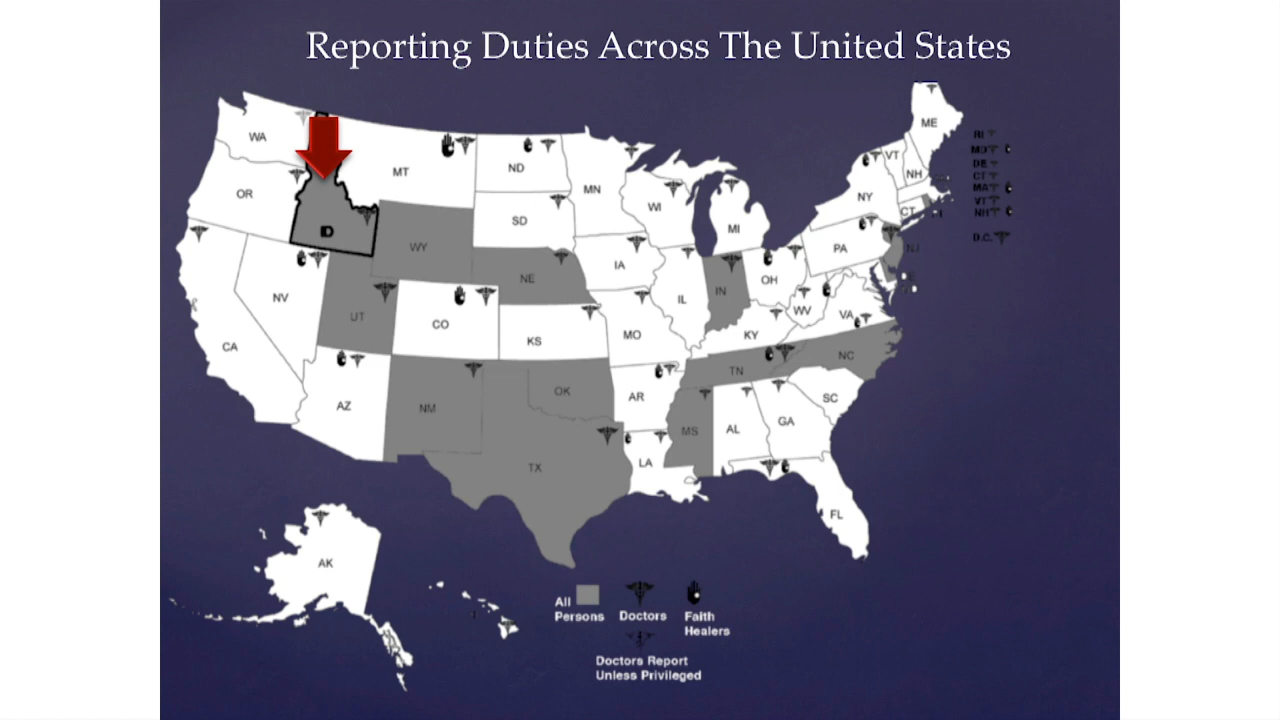 Reporting Duties Across The United States
WA
MT
ND
MN
ME
VT
NH
OR
ID
SD
WI
MI
NY
CT
WY
IA
PA
NJ
NE
NV
UT
CO
IL
IN
OH
WV
VA
CA
KS
MO
KY
NC
AZ
NM
OK
AR
TN
SC
TX
LA
MS
AL
GA
FL
AK
RI
MD
DE
CT
MA
VT
NH
D.C.
All
Persons
Doctors
Faith
Healers
Doctors Report
Unless Privileged